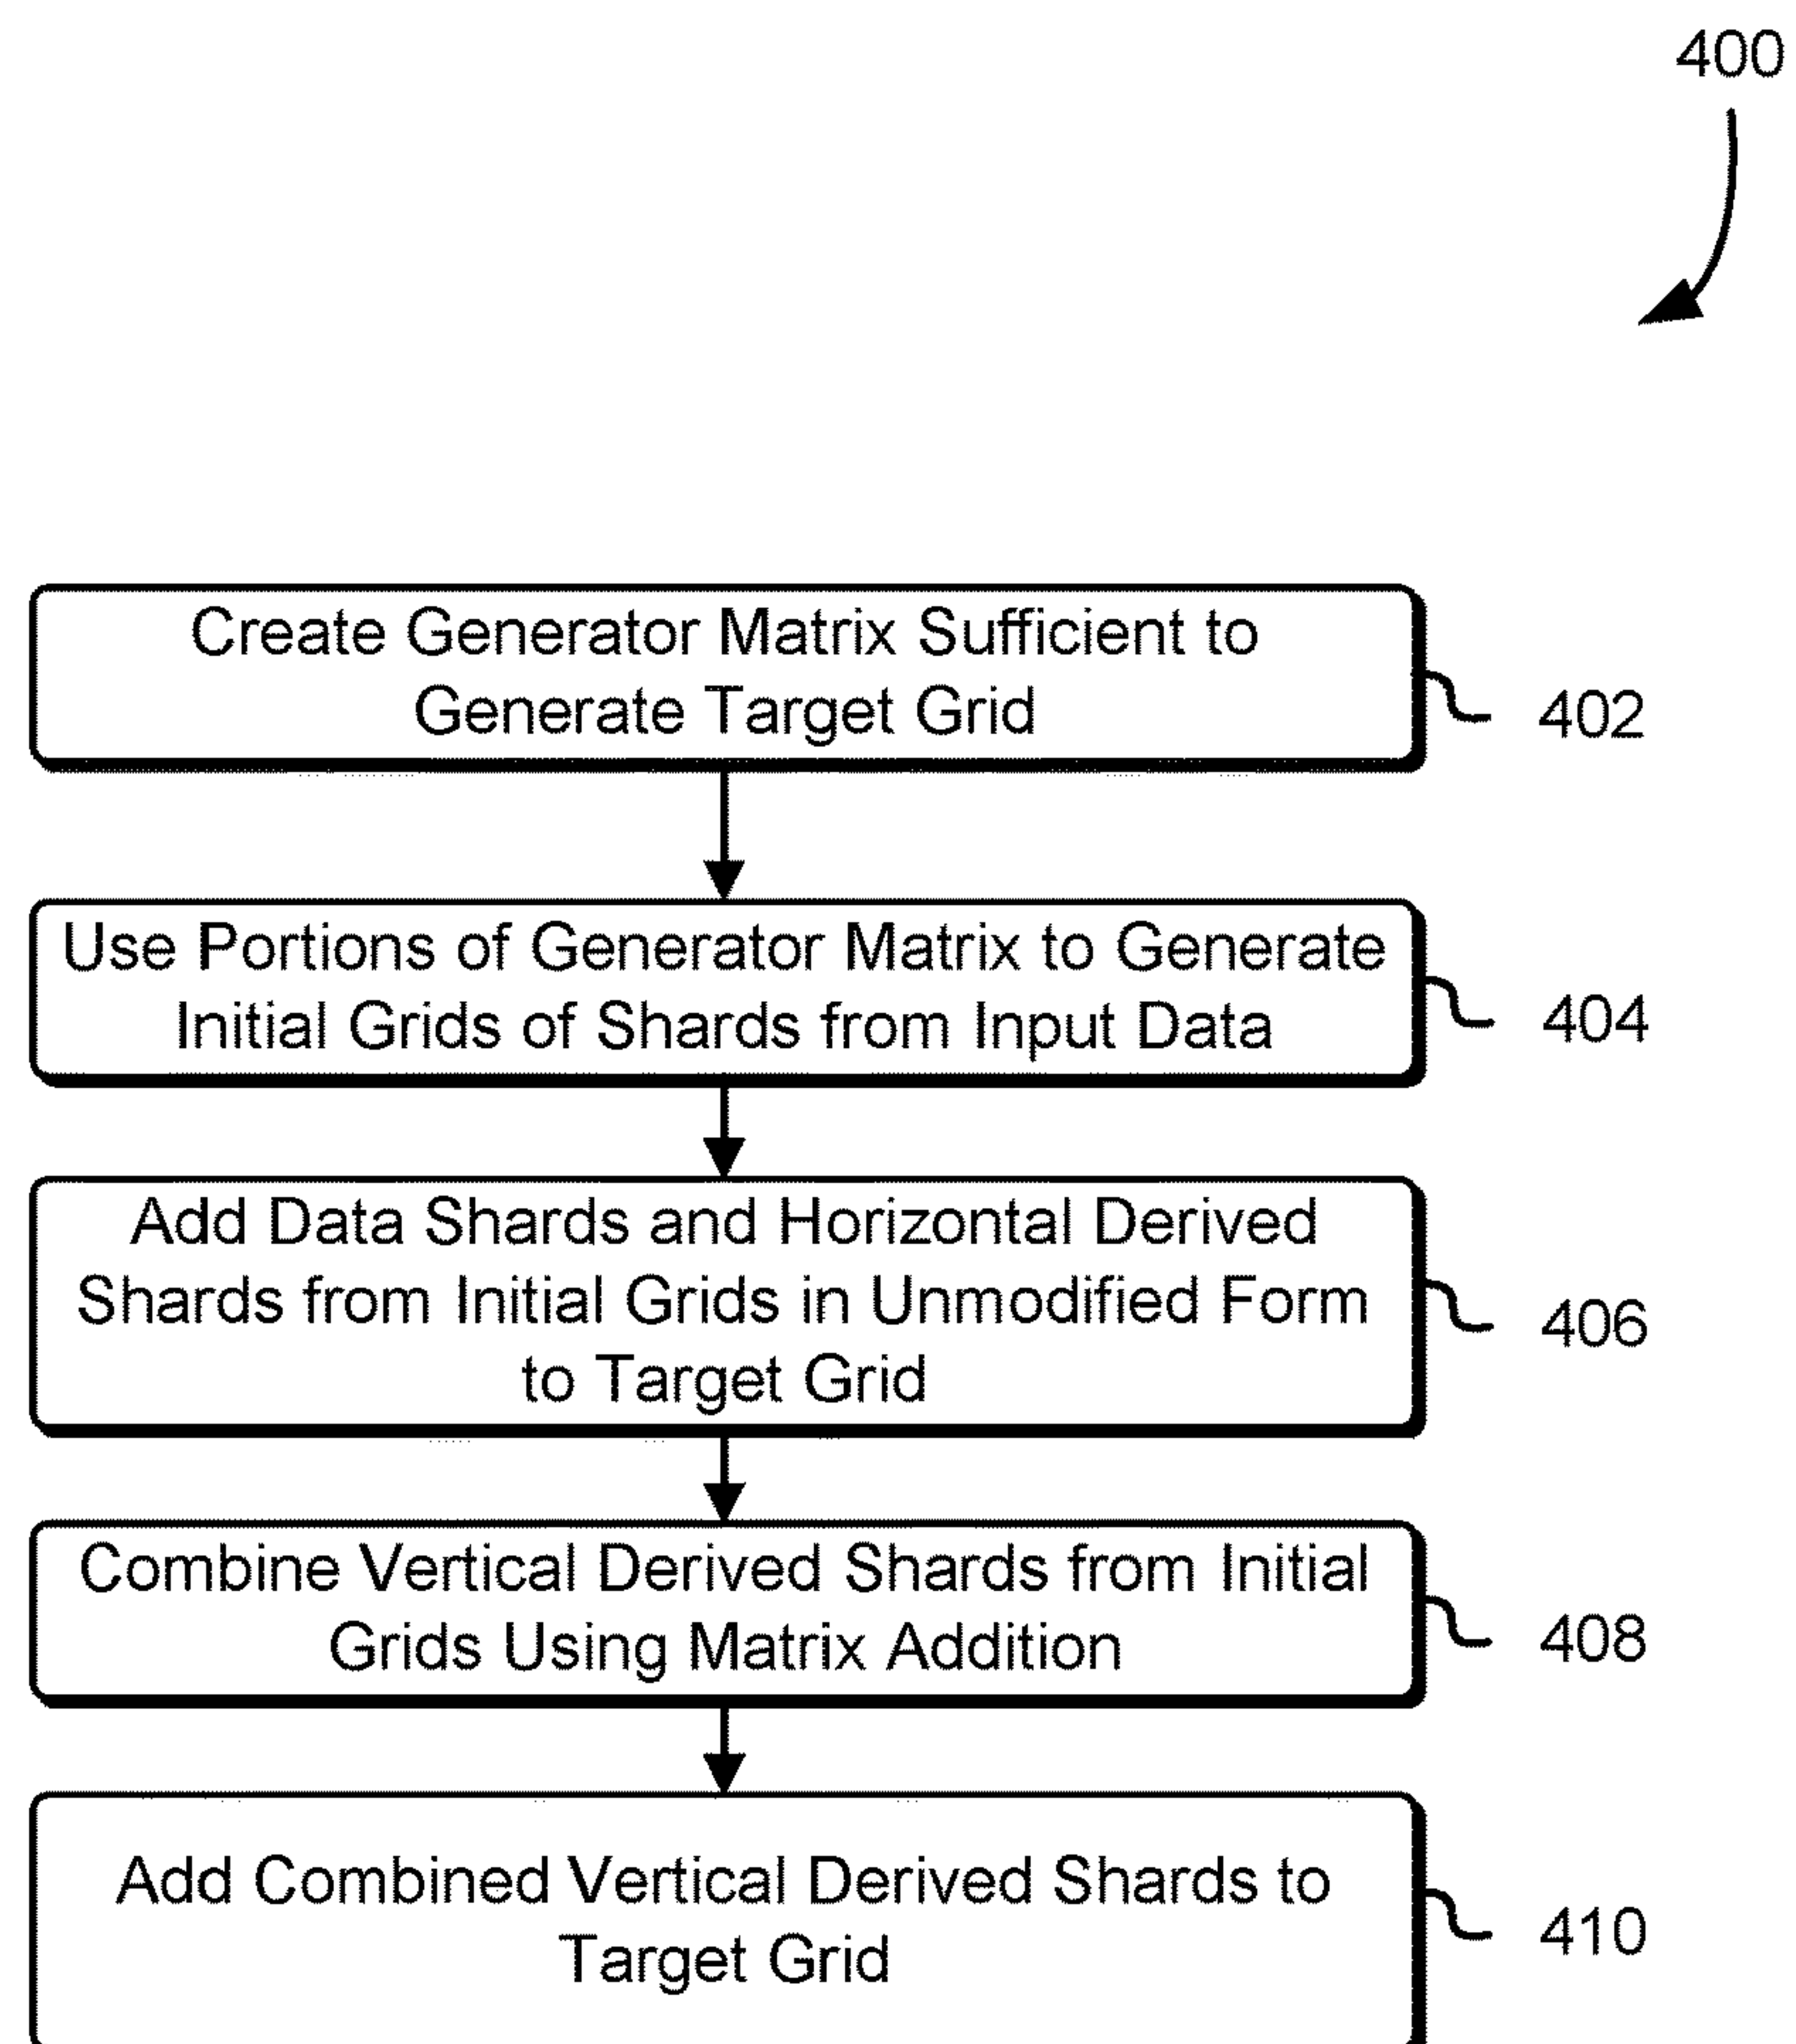 400
Create Generator Matrix Sufficient to
Generate Target Grid
402
Use Portions of Generator Matrix to Generate
Initial Grids of Shards from Input Data
404
Add Data Shards and Horizontal Derived
Shards from Initial Grids in Unmodified Form
to Target Grid
406
Combine Vertical Derived Shards from Initial
Grids Using Matrix Addition
408
Add Combined Vertical Derived Shards to
Target Grid
410